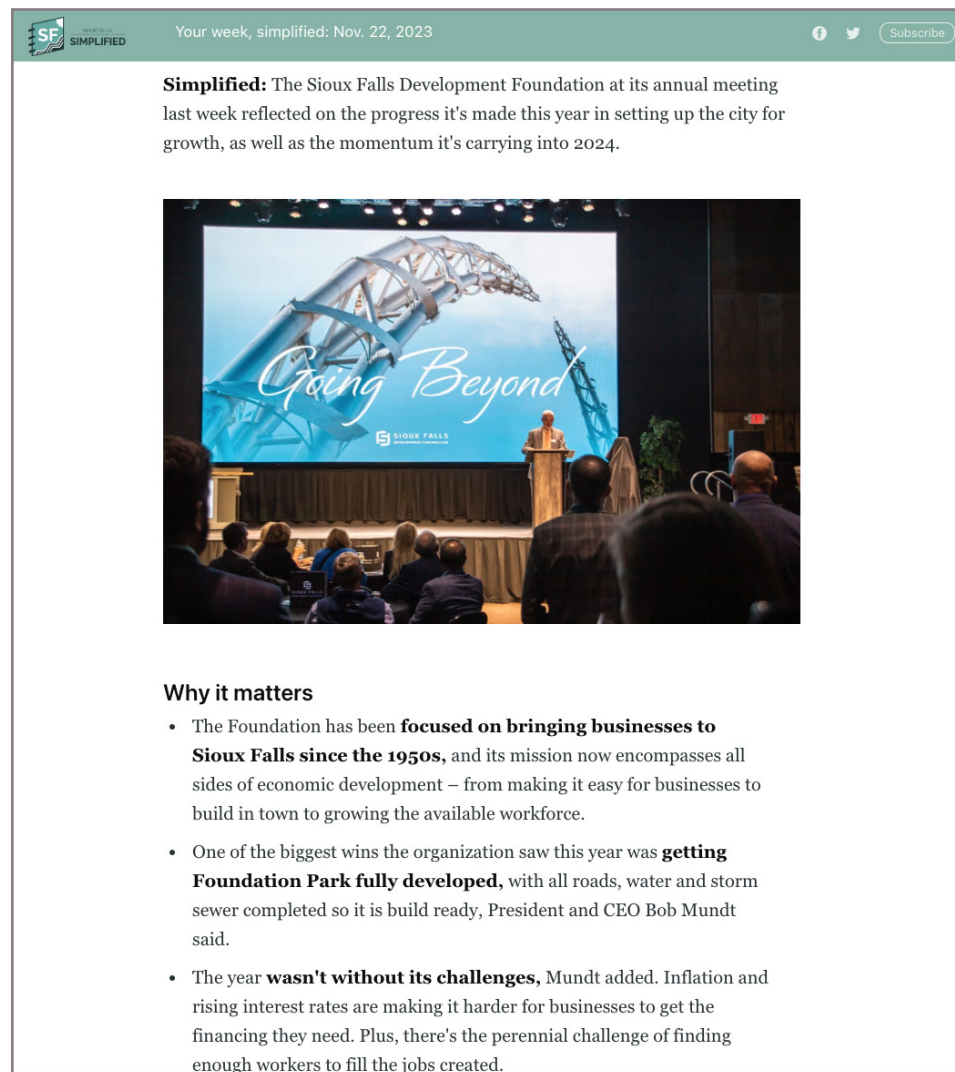 SF
SIMPLIFIED
Your week, simplified: Nov. 22, 2023
Subscribe
Simplified: The Sioux Falls Development Foundation at its annual meeting
last week reflected on the progress it's made this year in setting up the city for
growth, as well as the momentum it's carrying into 2024.
Going Beyond
SIOUX FALLS
Why it matters
• The Foundation has been focused on bringing businesses to
Sioux Falls since the 1950s, and its mission now encompasses all
sides of economic development – from making it easy for businesses to
build in town to growing the available workforce.
• One of the biggest wins the organization saw this year was getting
Foundation Park fully developed, with all roads, water and storm
sewer completed so it is build ready, President and CEO Bob Mundt
said.
• The year wasn't without its challenges, Mundt added. Inflation and
rising interest rates are making it harder for businesses to get the
financing they need. Plus, there's the perennial challenge of finding
enough workers to fill the jobs created.